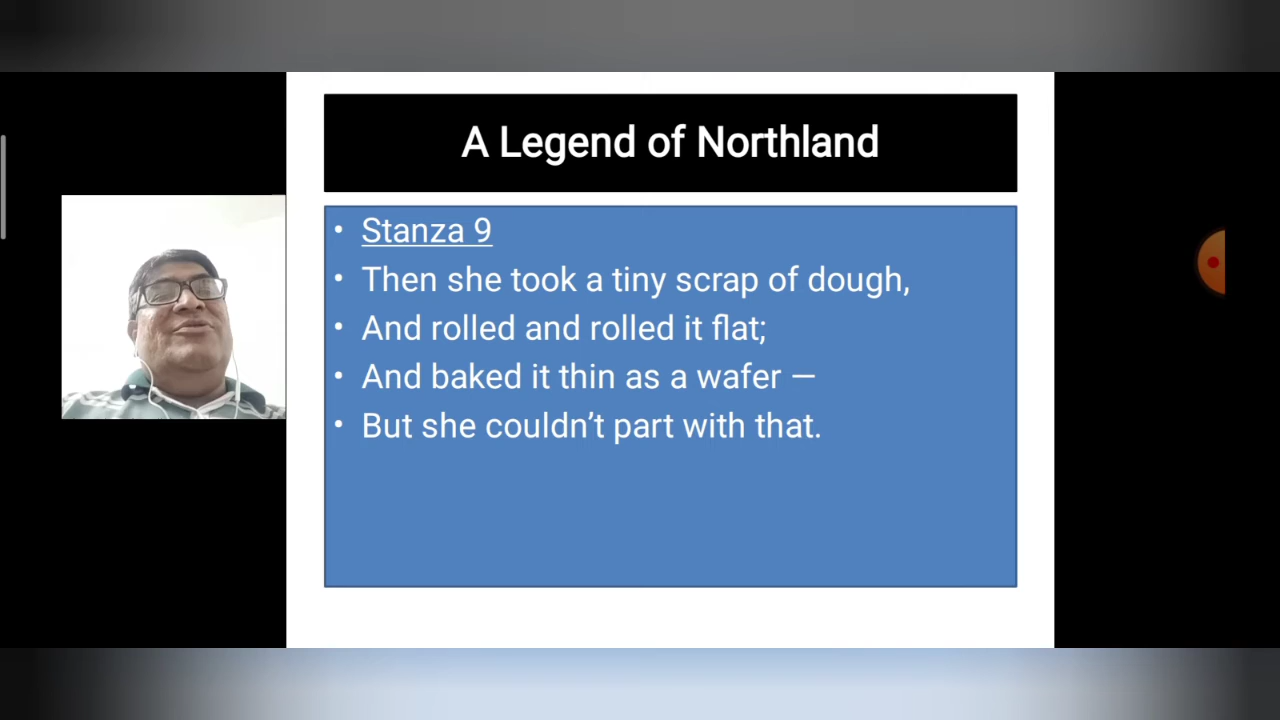 A Legend of Northland
• Stanza 9
• Then she took a tiny scrap of dough,
• And rolled and rolled it flat;
• And baked it thin as a wafer —
• But she couldn’t part with that.